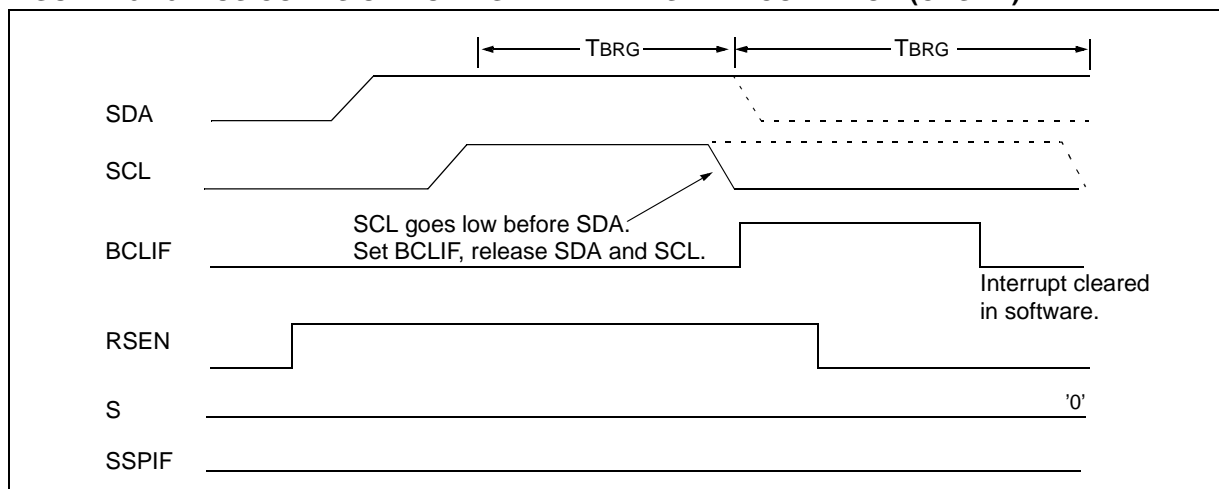 TBRG TBRG
SDA
SCL
SCL goes low before SDA.
Set BCLIF, release SDA and SCL.
BCLIF
Interrupt cleared
in software.
RSEN
S
'0'
SSPIF